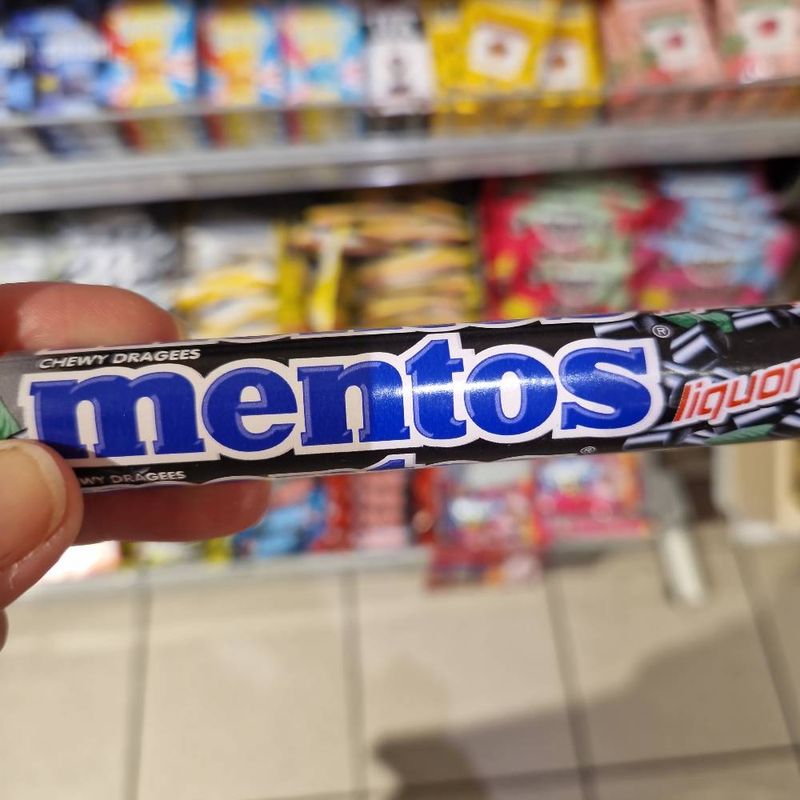 CHEWY DRAGEES
mentos®
liquor
WY DRAGEES
®